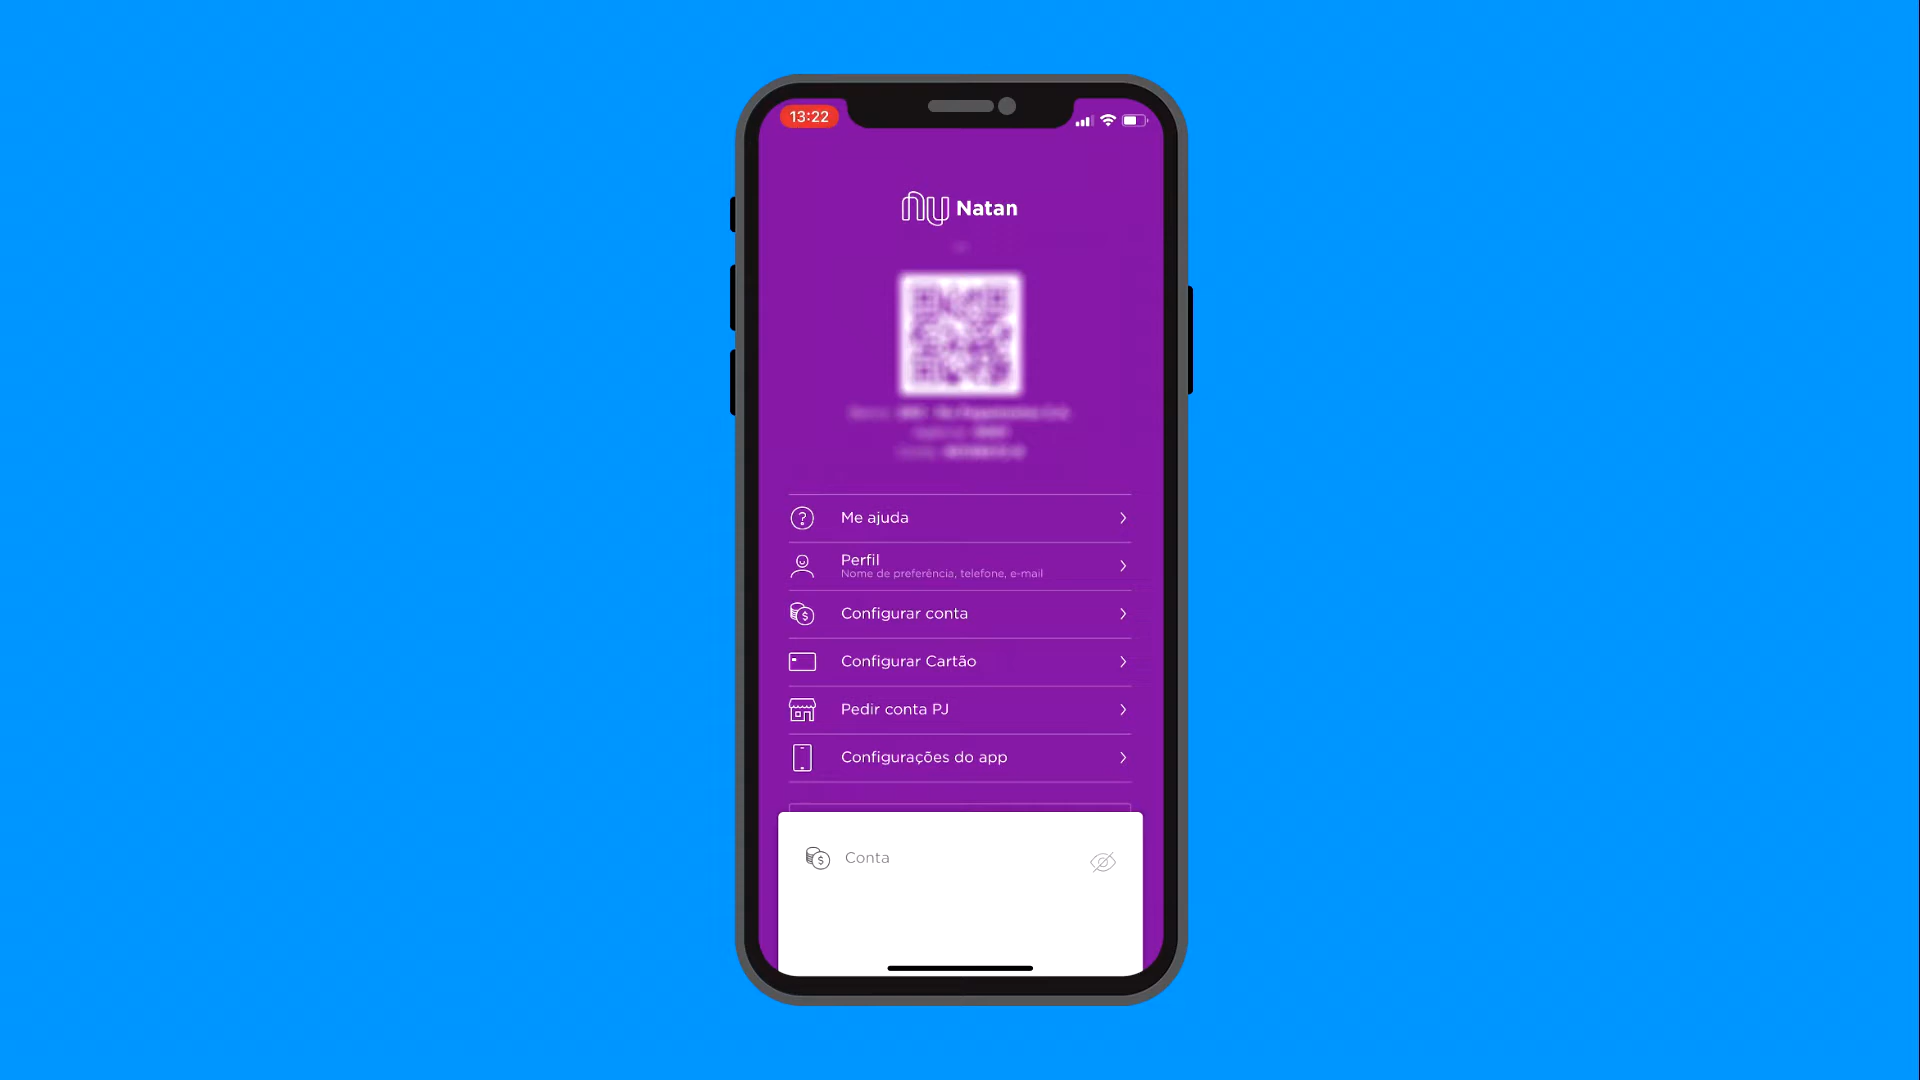 13:22
nu Natan
Me ajuda
Perfil
Nome de preferência, telefone, e-mail
Configurar conta
Configurar Cartão
Pedir conta PJ
Configurações do app
Conta